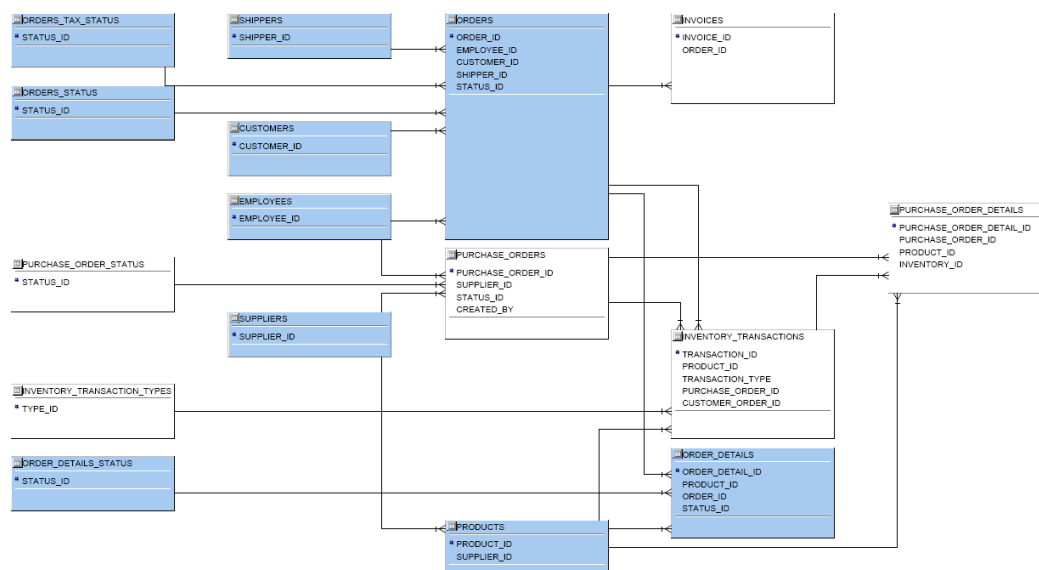 ORDERS_TAX_STATUS
* STATUS_ID
SHIPPERS
* SHIPPER_ID
ORDERS
* ORDER_ID
EMPLOYEE_ID
CUSTOMER_ID
SHIPPER_ID
STATUS_ID
INVOICES
* INVOICE_ID
ORDER_ID
ORDERS_STATUS
* STATUS_ID
CUSTOMERS
* CUSTOMER_ID
EMPLOYEES
* EMPLOYEE_ID
PURCHASE_ORDER_DETAILS
* PURCHASE_ORDER_DETAIL_ID
PURCHASE_ORDER_ID
PRODUCT_ID
INVENTORY_ID
PURCHASE_ORDER_STATUS
* STATUS_ID
PURCHASE_ORDERS
* PURCHASE_ORDER_ID
SUPPLIER_ID
STATUS_ID
CREATED_BY
SUPPLIERS
* SUPPLIER_ID
INVENTORY_TRANSACTIONS
* TRANSACTION_ID
PRODUCT_ID
TRANSACTION_TYPE
PURCHASE_ORDER_ID
CUSTOMER_ORDER_ID
INVENTORY_TRANSACTION_TYPES
* TYPE_ID
ORDER_DETAILS_STATUS
* STATUS_ID
ORDER_DETAILS
* ORDER_DETAIL_ID
PRODUCT_ID
ORDER_ID
STATUS_ID
PRODUCTS
* PRODUCT_ID
SUPPLIER_ID